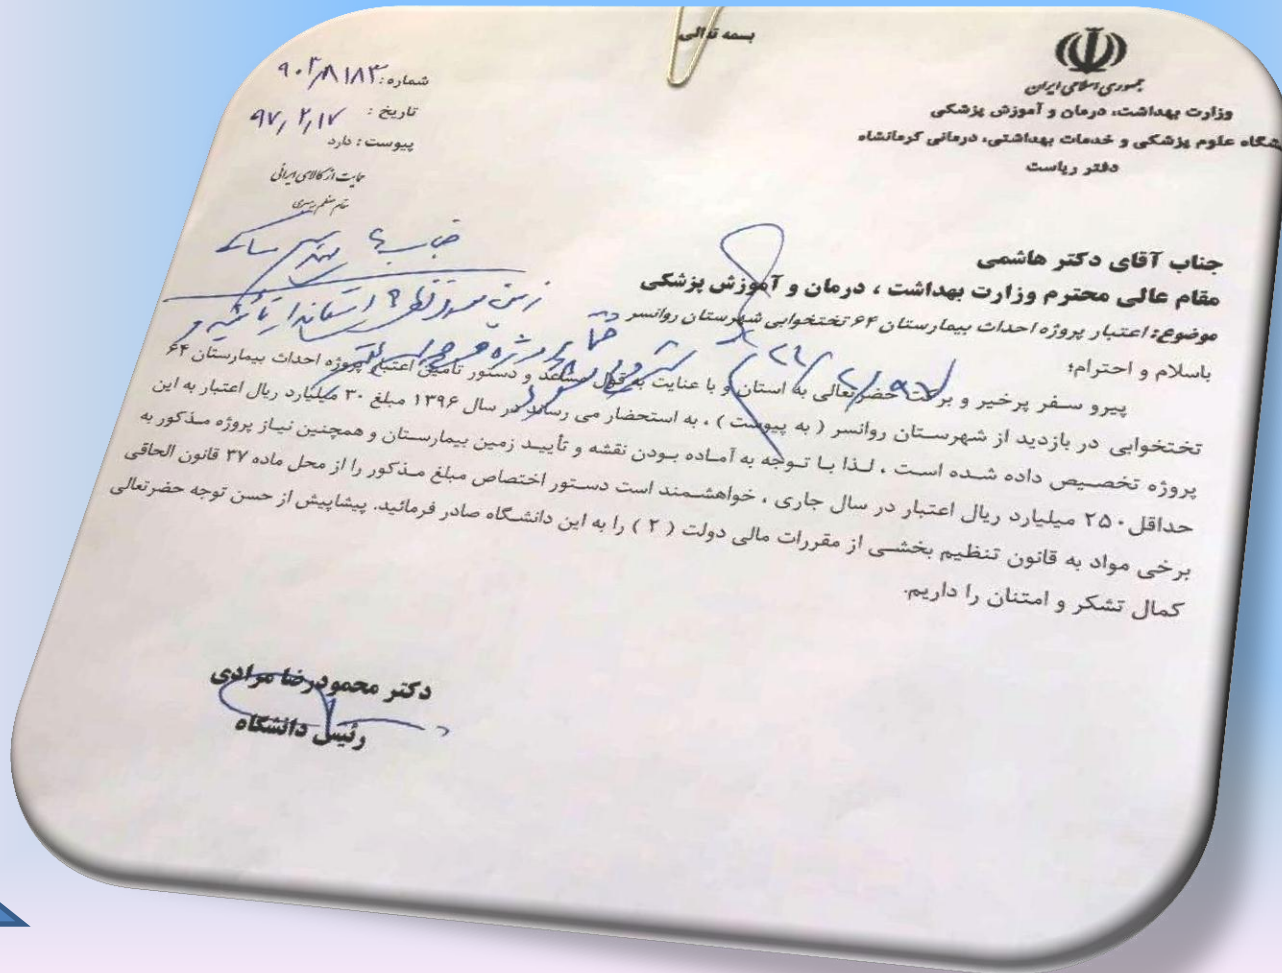 بسمه تعالی
جمهوری اسلامی ایران
وزارت بهداشت، درمان و آموزش پزشکی
شگاه علوم پزشکی و خدمات بهداشتی، درمانی کرمانشاه
دفتر ریاست
شماره:
تاریخ : ۹۷٫۲٫۱۷
پیوست : دارد
حمایت از کالای ایرانی
مقام معظم رهبری
جناب آقای دکتر هاشمی
مقام عالی محترم وزارت بهداشت ، درمان و آموزش پزشکی
موضوع: اعتبار پروژه احداث بیمارستان ۶۴ تختخوابی شهرستان روانسر
باسلام و احترام؛
پیرو سفر پرخیر و برکت حضرتعالی به استان و با عنایت به قول مساعد و دستور تأمین اعتبار پروژه احداث بیمارستان ۶۴
تختخوابی در بازدید از شهرستان روانسر ( به پیوست ) ، به استحضار می رساند در سال ۱۳۹۶ مبلغ ۳۰ میلیارد ریال اعتبار به این
پروژه تخصیص داده شده است ، لذا با توجه به آماده بودن نقشه و تأیید زمین بیمارستان و همچنین نیاز پروژه مذکور به
حداقل ۲۵۰ میلیارد ریال اعتبار در سال جاری ، خواهشمند است دستور اختصاص مبلغ مذکور را از محل ماده ۳۷ قانون الحاقی
برخی مواد به قانون تنظیم بخشی از مقررات مالی دولت ( ۲ ) را به این دانشگاه صادر فرمائید. پیشاپیش از حسن توجه حضرتعالی
کمال تشکر و امتنان را داریم.
دکتر محمودرضا مرادی
رئیس دانشگاه